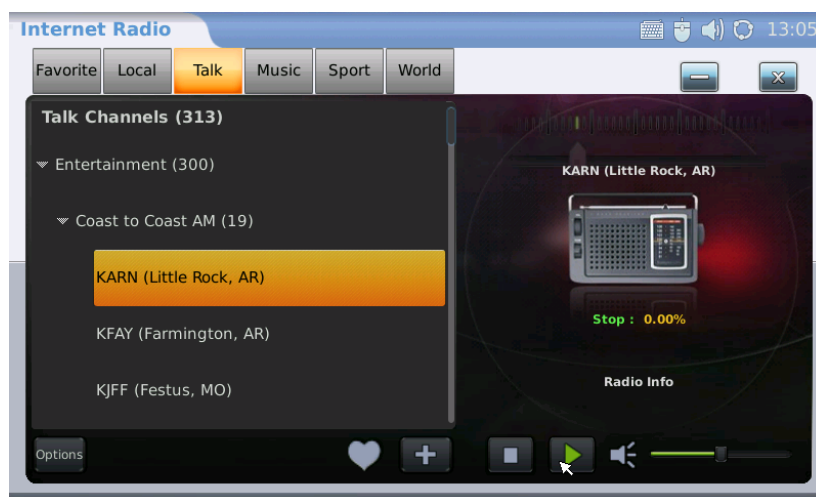 Internet Radio 13:05
Favorite Local Talk Music Sport World
Talk Channels (313)
Entertainment (300)
Coast to Coast AM (19)
KARN (Little Rock, AR)
KFAY (Farmington, AR)
KJFF (Festus, MO)
KARN (Little Rock, AR)
Stop : 0.00%
Radio Info
Options